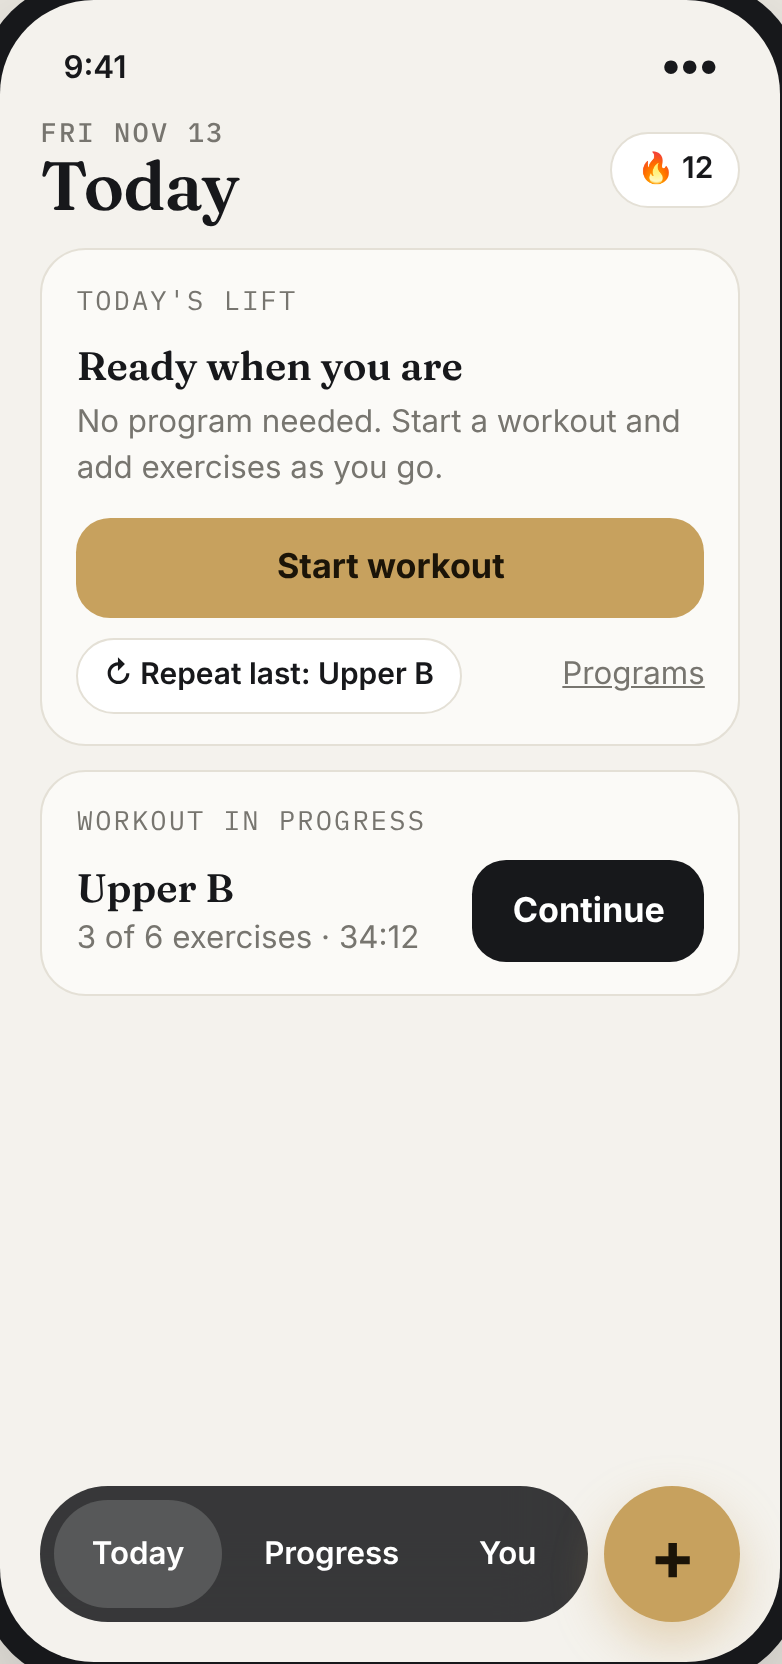 9:41
FRI NOV 13
Today
🔥 12
TODAY'S LIFT
Ready when you are
No program needed. Start a workout and
add exercises as you go.
Start workout
↻ Repeat last: Upper B
Programs
WORKOUT IN PROGRESS
Upper B
3 of 6 exercises · 34:12
Continue
Today
Progress
You
+